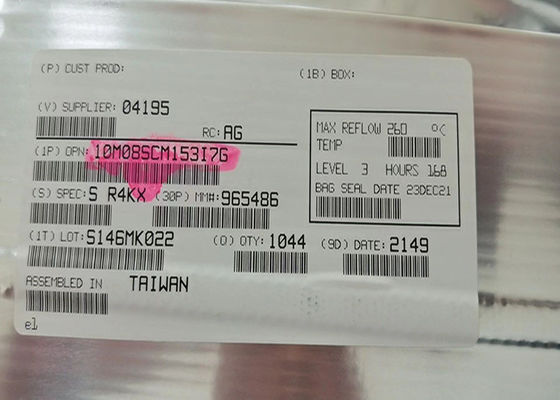 (P) CUST PROD:
(1B) BOX:
(V) SUPPLIER: 04195
RC: AG
(1P) OPN: 10M08SCM153I7G
MAX REFLOW 260 °C
TEMP
LEVEL 3 HOURS 168
BAG SEAL DATE 23DEC21
(S) SPEC: S R4KX (30P) MM#: 965486
(1T) LOT: S146MK022 (Q) QTY: 1044 (9D) DATE: 2149
ASSEMBLED IN TAIWAN
e1